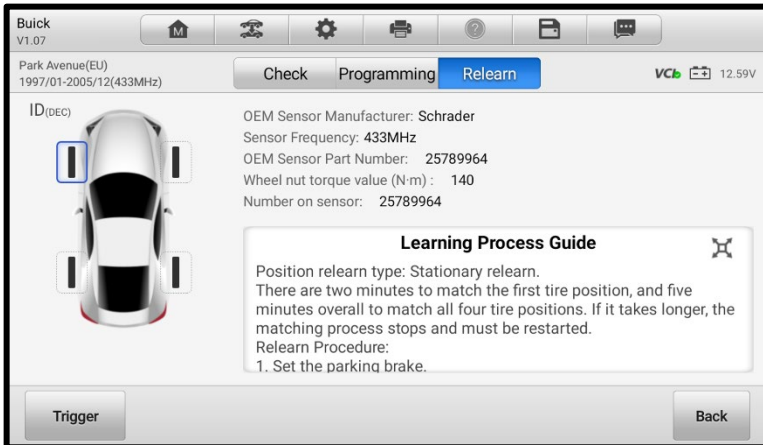 Buick
V1.07
M
?
Park Avenue(EU)
1997/01-2005/12(433MHz)
Check
Programming
Relearn
VCI
12.59V
ID(DEC)
OEM Sensor Manufacturer: Schrader
Sensor Frequency: 433MHz
OEM Sensor Part Number: 25789964
Wheel nut torque value (N·m) : 140
Number on sensor: 25789964
Learning Process Guide
Position relearn type: Stationary relearn.
There are two minutes to match the first tire position, and five
minutes overall to match all four tire positions. If it takes longer, the
matching process stops and must be restarted.
Relearn Procedure:
1. Set the parking brake.
Trigger
Back